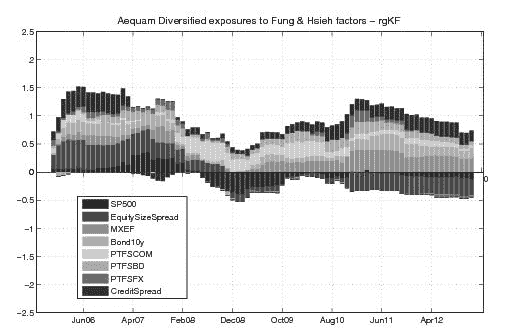 Aequam Diversified exposures to Fung & Hsieh factors – rgKF
2.5
2
1.5
1
0.5
0
0
−0.5
−1
−1.5
−2
−2.5
SP500
EquitySizeSpread
MXEF
Bond10y
PTFSCOM
PTFSBD
PTFSFX
CreditSpread
Jun06 Apr07 Feb08 Dec08 Oct09 Aug10 Jun11 Apr12